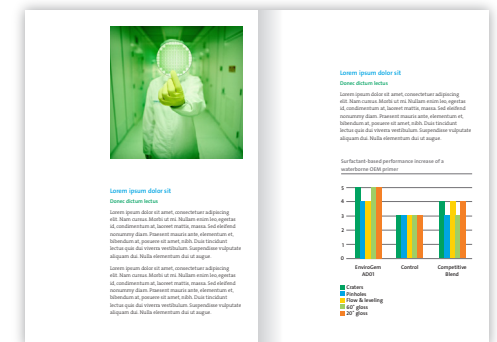 Lorem ipsum dolor sit
Donec dictum lectus
Lorem ipsum dolor sit amet, consectetuer adipiscing
elit. Nam cursus. Morbi ut mi. Nullam enim leo, egestas
id, condimentum at, laoreet mattis, massa. Sed eleifend
nonummy diam. Praesent mauris ante, elementum et,
bibendum at, posuere sit amet, nibh. Duis tincidunt
lectus quis dui viverra vestibulum. Suspendisse vulputate
aliquam dui. Nulla elementum dui ut augue.
Lorem ipsum dolor sit amet, consectetuer adipiscing
elit. Nam cursus. Morbi ut mi. Nullam enim leo, egestas
id, condimentum at, laoreet mattis, massa. Sed eleifend
nonummy diam. Praesent mauris ante, elementum et,
bibendum at, posuere sit amet, nibh. Duis tincidunt
lectus quis dui viverra vestibulum. Suspendisse vulputate
aliquam dui. Nulla elementum dui ut augue.
Lorem ipsum dolor sit
Donec dictum lectus
Lorem ipsum dolor sit amet, consectetuer adipiscing
elit. Nam cursus. Morbi ut mi. Nullam enim leo, egestas
id, condimentum at, laoreet mattis, massa. Sed eleifend
nonummy diam. Praesent mauris ante, elementum et,
bibendum at, posuere sit amet, nibh. Duis tincidunt
lectus quis dui viverra vestibulum. Suspendisse vulputate
aliquam dui. Nulla elementum dui ut augue.
Surfactant-based performance increase of a
waterborne OEM primer
5
4
3
2
1
0
EnviroGem Control Competitive
AD01 Blend
Craters
Pinholes
Flow & leveling
60˚ gloss
20˚ gloss